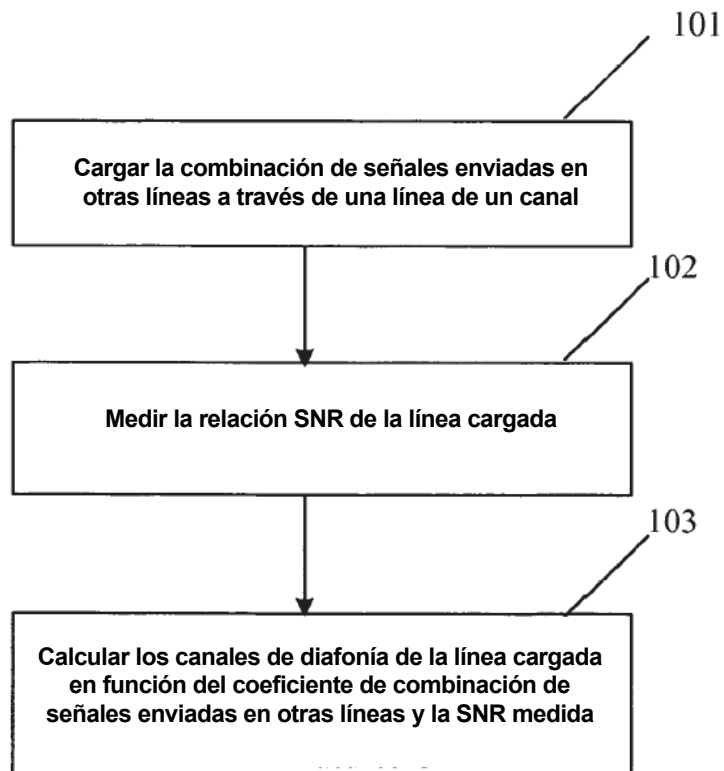 101
Cargar la combinación de señales enviadas en
otras líneas a través de una línea de un canal
102
Medir la relación SNR de la línea cargada
103
Calcular los canales de diafonía de la línea cargada
en función del coeficiente de combinación de
señales enviadas en otras líneas y la SNR medida